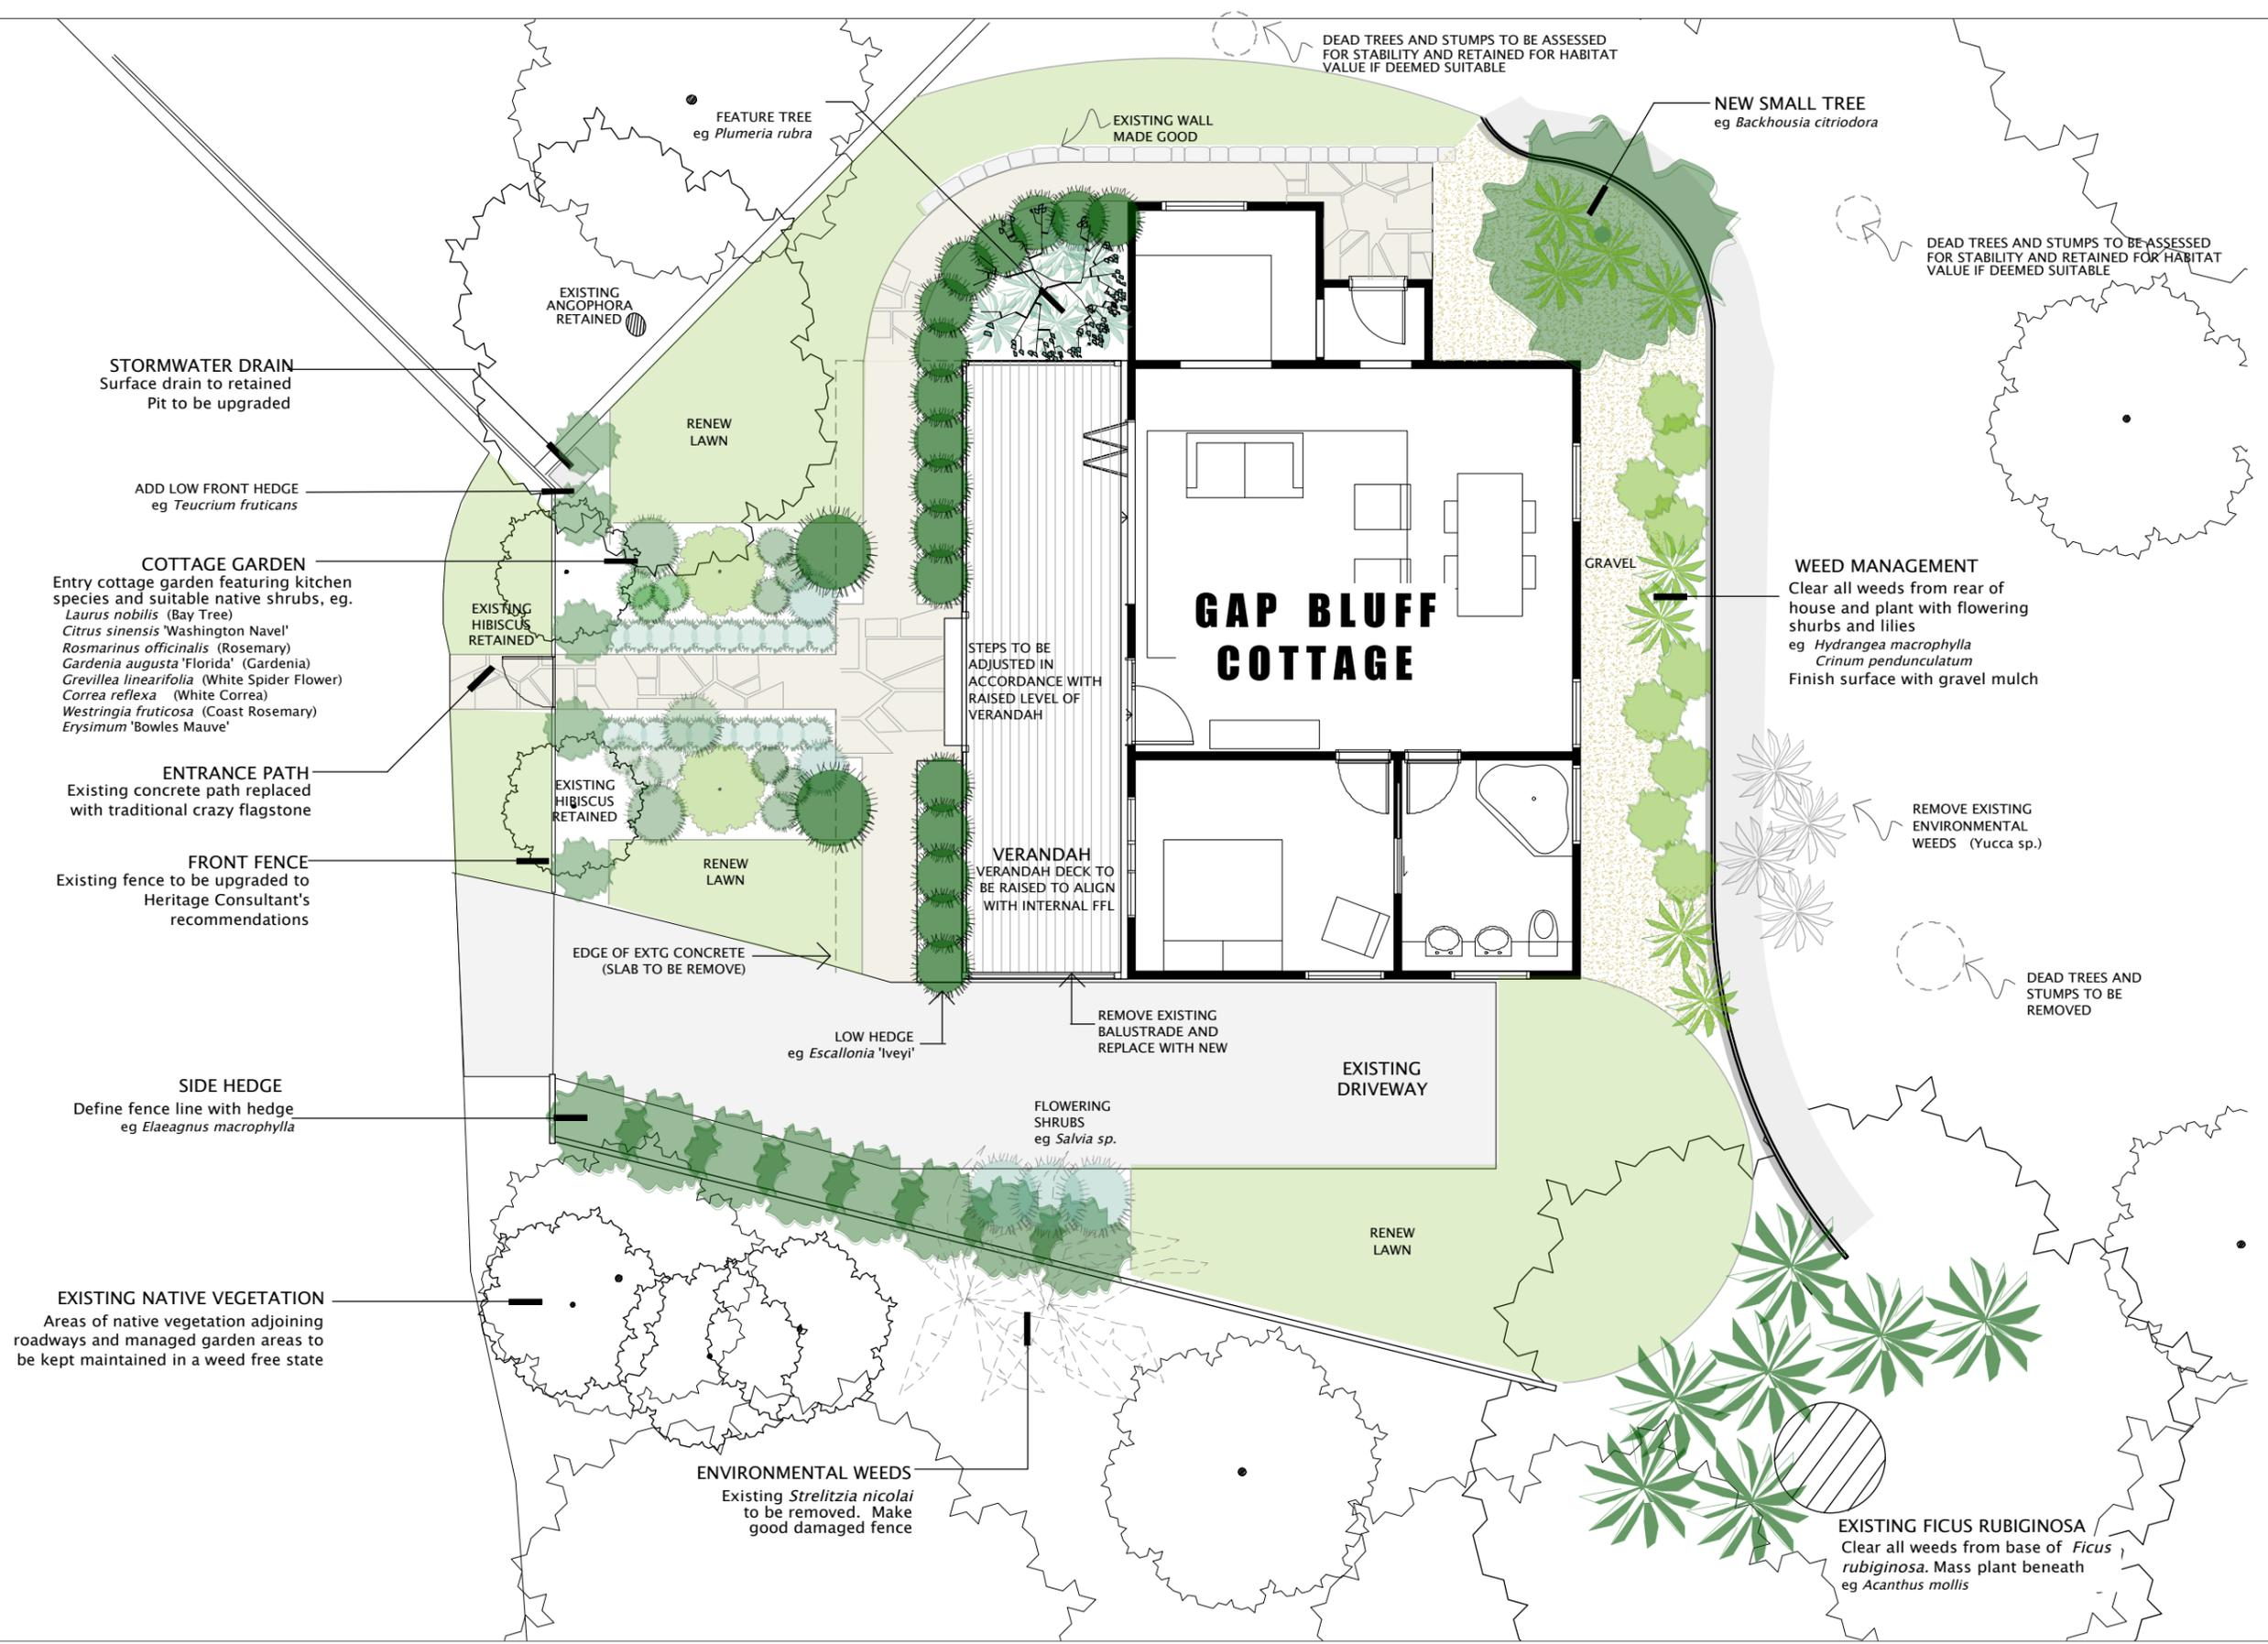 DEAD TREES AND STUMPS TO BE ASSESSED
FOR STABILITY AND RETAINED FOR HABITAT
VALUE IF DEEMED SUITABLE
FEATURE TREE
eg Plumeria rubra
EXISTING WALL
MADE GOOD
NEW SMALL TREE
eg Backhousia citriodora
DEAD TREES AND STUMPS TO BE ASSESSED
FOR STABILITY AND RETAINED FOR HABITAT
VALUE IF DEEMED SUITABLE
EXISTING
ANGOPHORA
RETAINED
STORMWATER DRAIN
Surface drain to retained
Pit to be upgraded
RENEW
LAWN
ADD LOW FRONT HEDGE
eg Teucrium fruticans
COTTAGE GARDEN
Entry cottage garden featuring kitchen
species and suitable native shrubs, eg.
Laurus nobilis (Bay Tree)
Citrus sinensis 'Washington Navel'
Rosmarinus officinalis (Rosemary)
Gardenia augusta 'Florida' (Gardenia)
Grevillea linearifolia (White Spider Flower)
Correa reflexa (White Correa)
Westringia fruticosa (Coast Rosemary)
Erysimum 'Bowles Mauve'
EXISTING
HIBISCUS
RETAINED
GRAVEL
GAP BLUFF
COTTAGE
STEPS TO BE
ADJUSTED IN
ACCORDANCE WITH
RAISED LEVEL OF
VERANDAH
WEED MANAGEMENT
Clear all weeds from rear of
house and plant with flowering
shurbs and lilies
eg Hydrangea macrophylla
Crinum pendunculatum
Finish surface with gravel mulch
ENTRANCE PATH
Existing concrete path replaced
with traditional crazy flagstone
EXISTING
HIBISCUS
RETAINED
REMOVE EXISTING
ENVIRONMENTAL
WEEDS (Yucca sp.)
FRONT FENCE
Existing fence to be upgraded to
Heritage Consultant's
recommendations
RENEW
LAWN
VERANDAH
VERANDAH DECK TO
BE RAISED TO ALIGN
WITH INTERNAL FFL
EDGE OF EXTG CONCRETE
(SLAB TO BE REMOVE)
DEAD TREES AND
STUMPS TO BE
REMOVED
LOW HEDGE
eg Escallonia 'Iveyi'
REMOVE EXISTING
BALUSTRADE AND
REPLACE WITH NEW
EXISTING
DRIVEWAY
SIDE HEDGE
Define fence line with hedge
eg Elaeagnus macrophylla
FLOWERING
SHRUBS
eg Salvia sp.
RENEW
LAWN
EXISTING NATIVE VEGETATION
Areas of native vegetation adjoining
roadways and managed garden areas to
be kept maintained in a weed free state
ENVIRONMENTAL WEEDS
Existing Strelitzia nicolai
to be removed. Make
good damaged fence
EXISTING FICUS RUBIGINOSA
Clear all weeds from base of Ficus
rubiginosa. Mass plant beneath
eg Acanthus mollis